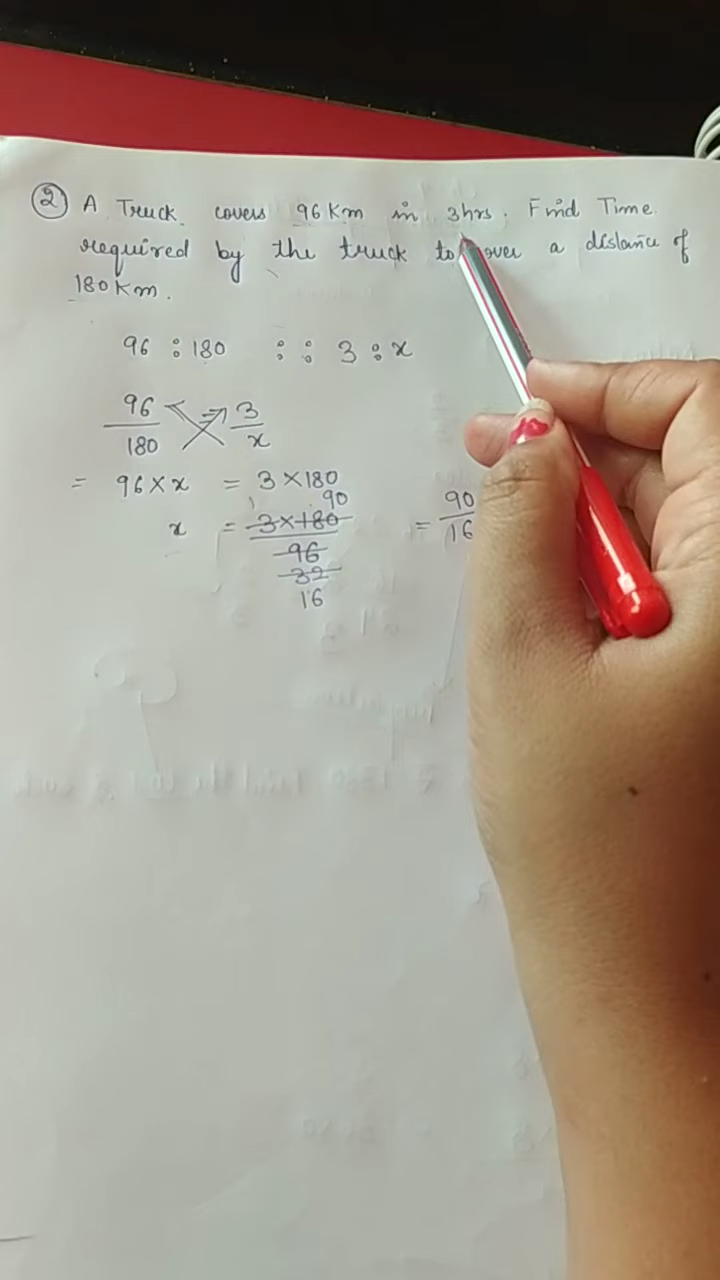 ② A Truck covers 96 Km in 3hrs. Find Time
required by the truck to over a distance of
180 Km.
96 : 180 :: 3 : x
96/180 3/x
= 96 × x = 3 × 180
90
x = 3×180/96 = 90/16
32
16